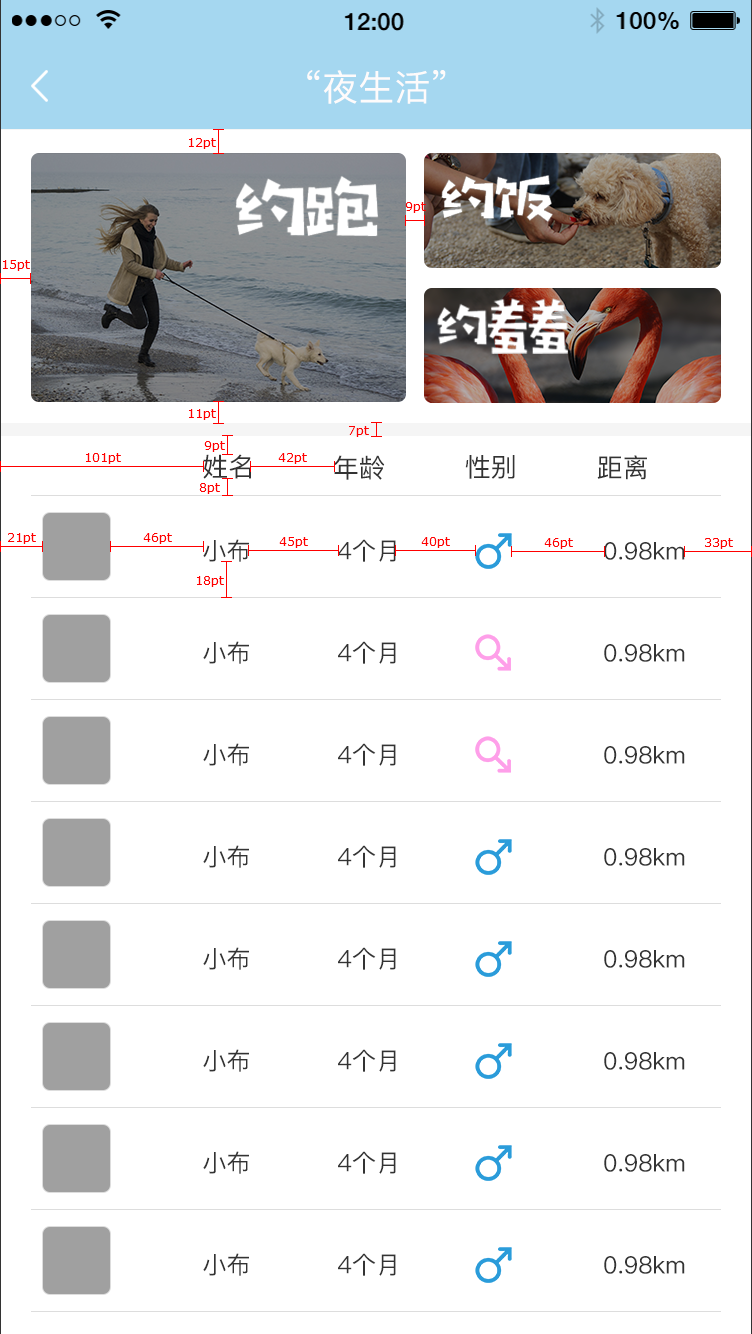 12:00 100%
“夜生活”
12pt
约跑
约饭
9pt
15pt
约羞羞
11pt
7pt
9pt
101pt 42pt
姓名 年龄 性别 距离
8pt
21pt 46pt 45pt 40pt 46pt 33pt
小布 4个月 0.98km
18pt
小布 4个月 0.98km
小布 4个月 0.98km
小布 4个月 0.98km
小布 4个月 0.98km
小布 4个月 0.98km
小布 4个月 0.98km
小布 4个月 0.98km